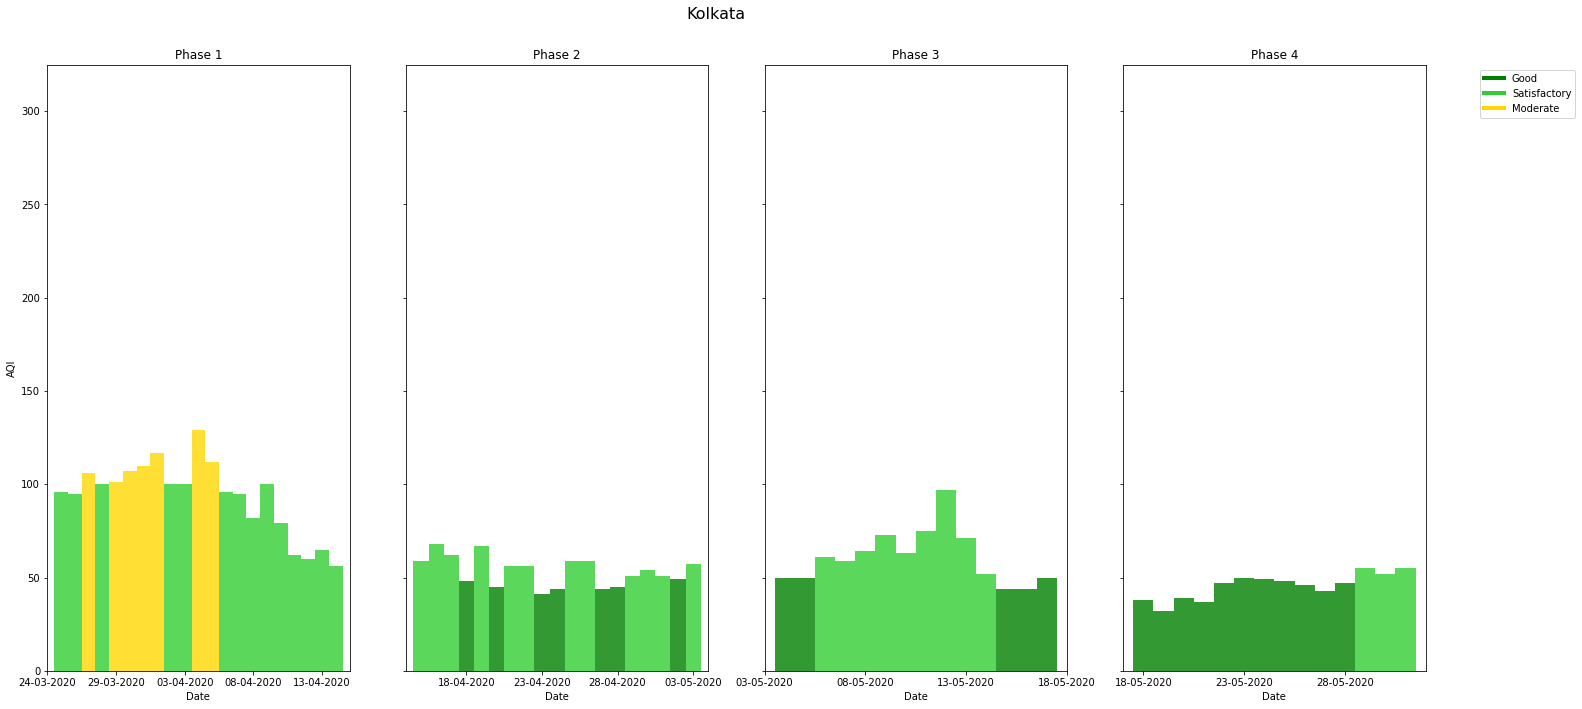 Kolkata
Phase 1
Phase 2
Phase 3
Phase 4
Good
Satisfactory
Moderate
AQI
300
250
200
150
100
50
0
24-03-2020 29-03-2020 03-04-2020 08-04-2020 13-04-2020
18-04-2020 23-04-2020 28-04-2020 03-05-2020
03-05-2020 08-05-2020 13-05-2020 18-05-2020
18-05-2020 23-05-2020 28-05-2020
Date
Date
Date
Date